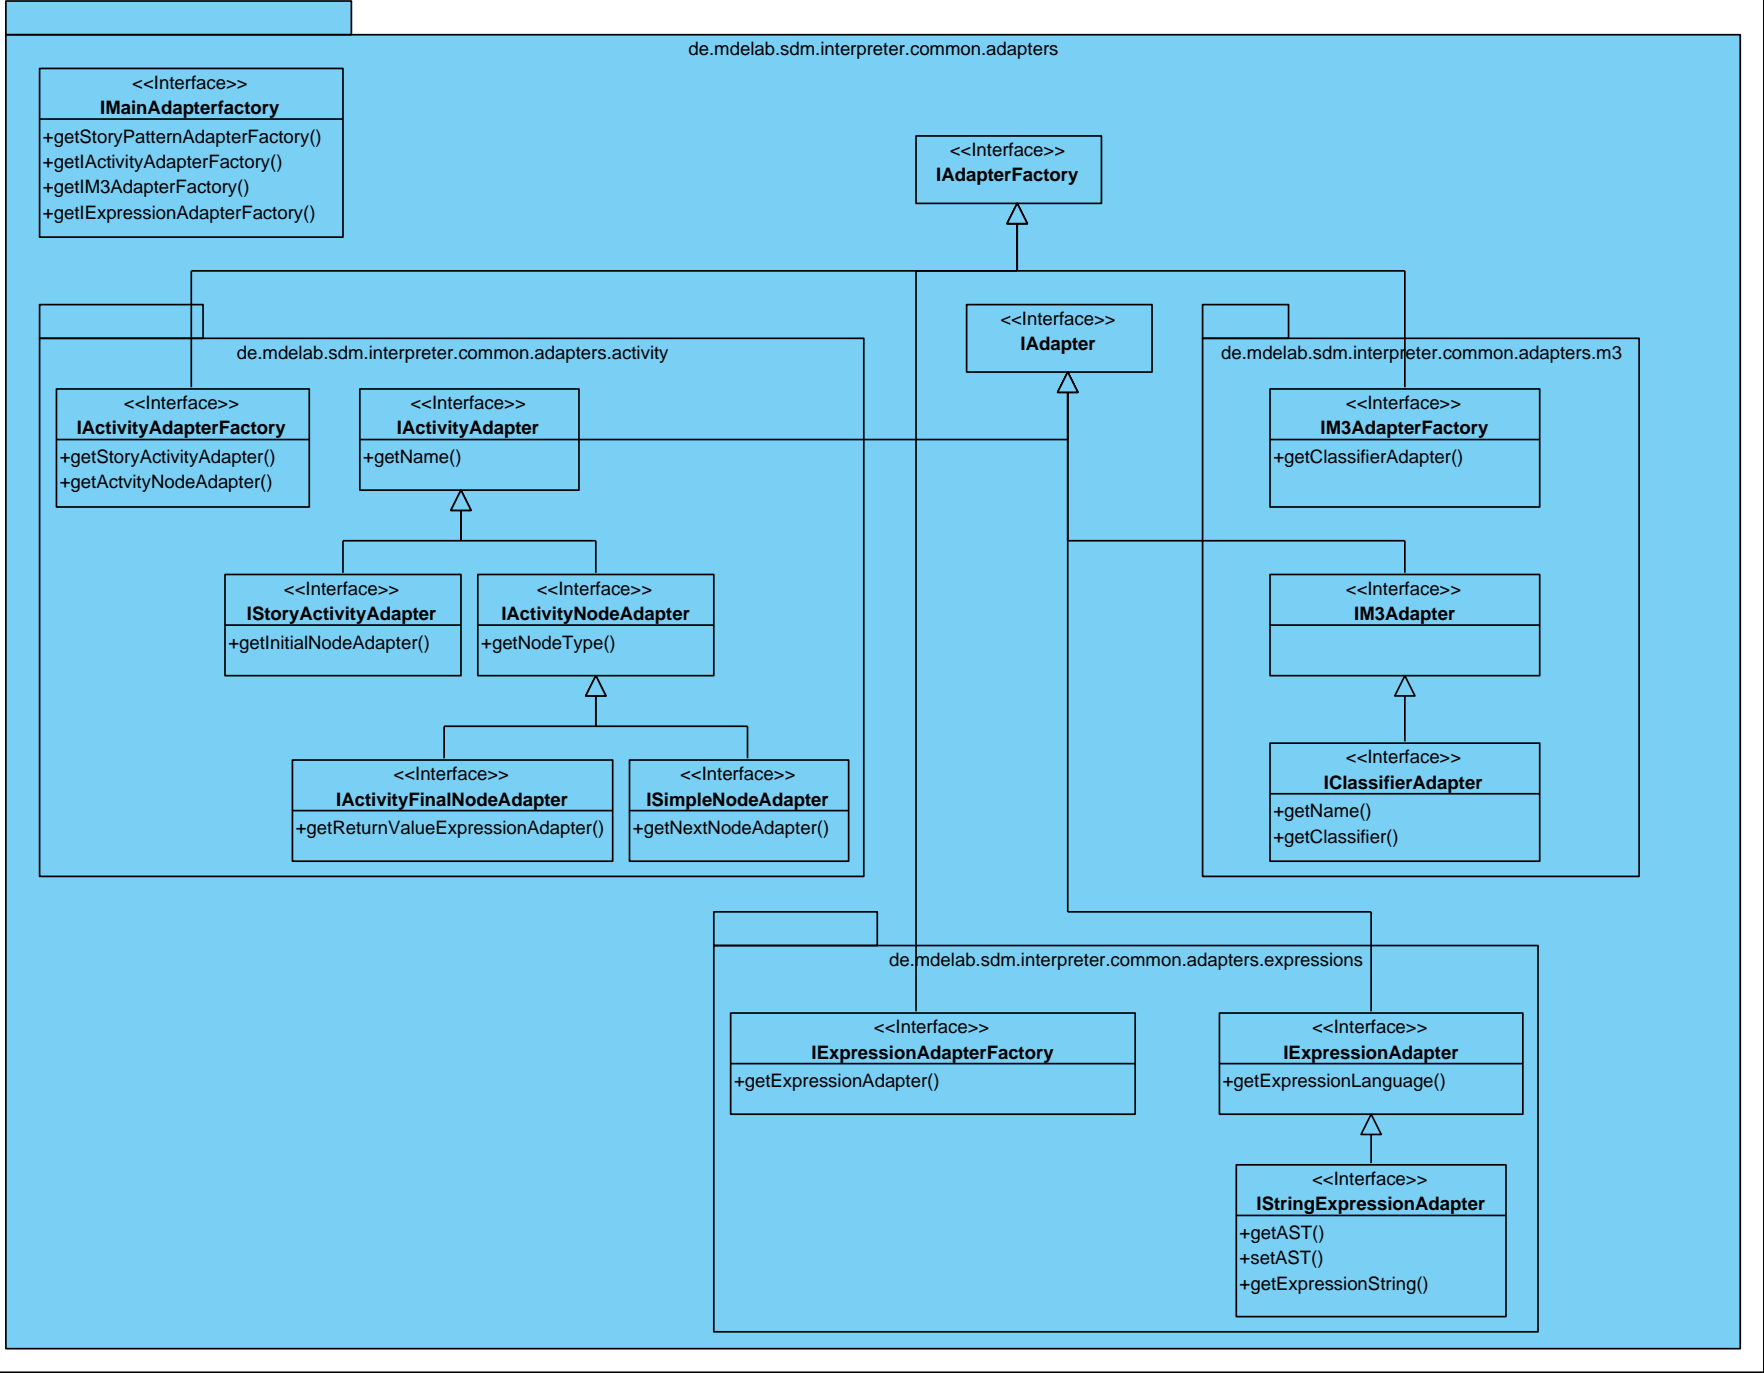 de.mdelab.sdm.interpreter.common.adapters
<<Interface>>
IMainAdapterfactory
+getStoryPatternAdapterFactory()
+getIActivityAdapterFactory()
+getIM3AdapterFactory()
+getIExpressionAdapterFactory()
<<Interface>>
IAdapterFactory
<<Interface>>
IAdapter
de.mdelab.sdm.interpreter.common.adapters.activity
<<Interface>>
IActivityAdapterFactory
+getStoryActivityAdapter()
+getActvityNodeAdapter()
<<Interface>>
IActivityAdapter
+getName()
<<Interface>>
IStoryActivityAdapter
+getInitialNodeAdapter()
<<Interface>>
IActivityNodeAdapter
+getNodeType()
<<Interface>>
IActivityFinalNodeAdapter
+getReturnValueExpressionAdapter()
<<Interface>>
ISimpleNodeAdapter
+getNextNodeAdapter()
de.mdelab.sdm.interpreter.common.adapters.m3
<<Interface>>
IM3AdapterFactory
+getClassifierAdapter()
<<Interface>>
IM3Adapter
<<Interface>>
IClassifierAdapter
+getName()
+getClassifier()
de.mdelab.sdm.interpreter.common.adapters.expressions
<<Interface>>
IExpressionAdapterFactory
+getExpressionAdapter()
<<Interface>>
IExpressionAdapter
+getExpressionLanguage()
<<Interface>>
IStringExpressionAdapter
+getAST()
+setAST()
+getExpressionString()